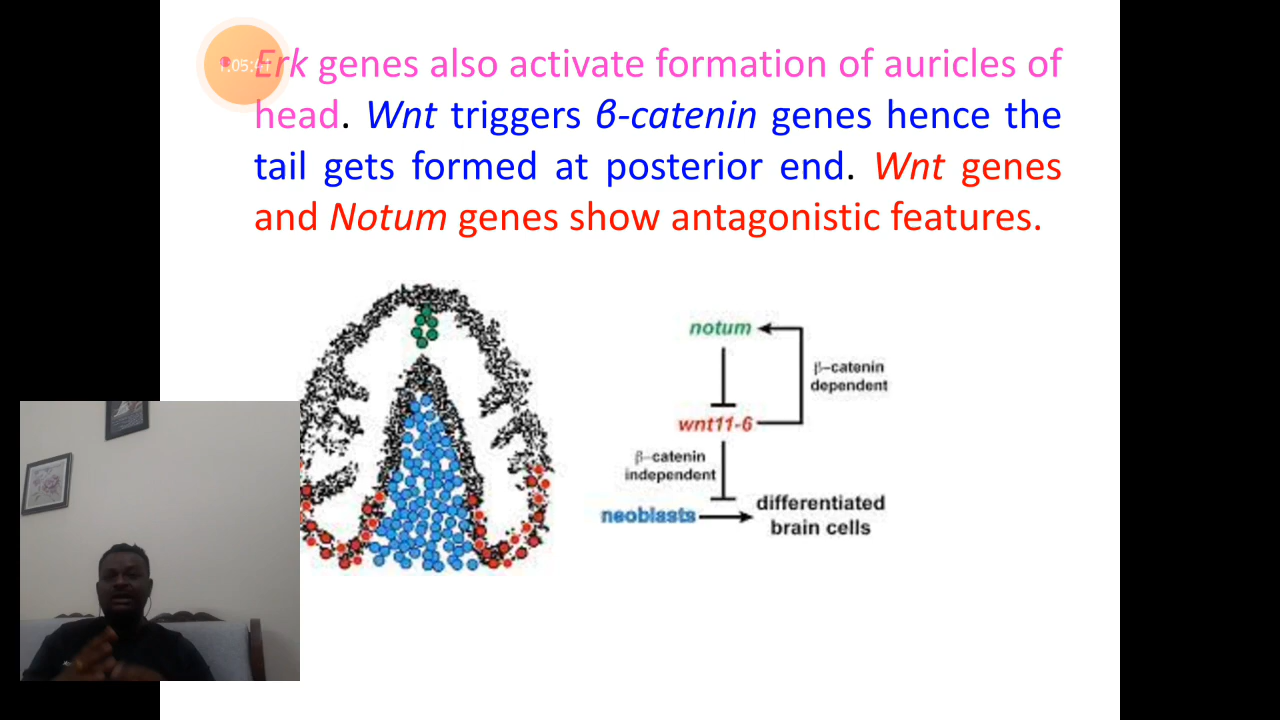 Erk genes also activate formation of auricles of
head. Wnt triggers β-catenin genes hence the
tail gets formed at posterior end. Wnt genes
and Notum genes show antagonistic features.
notum
β-catenin
dependent
wnt11-6
β-catenin
independent
neoblasts
differentiated
brain cells